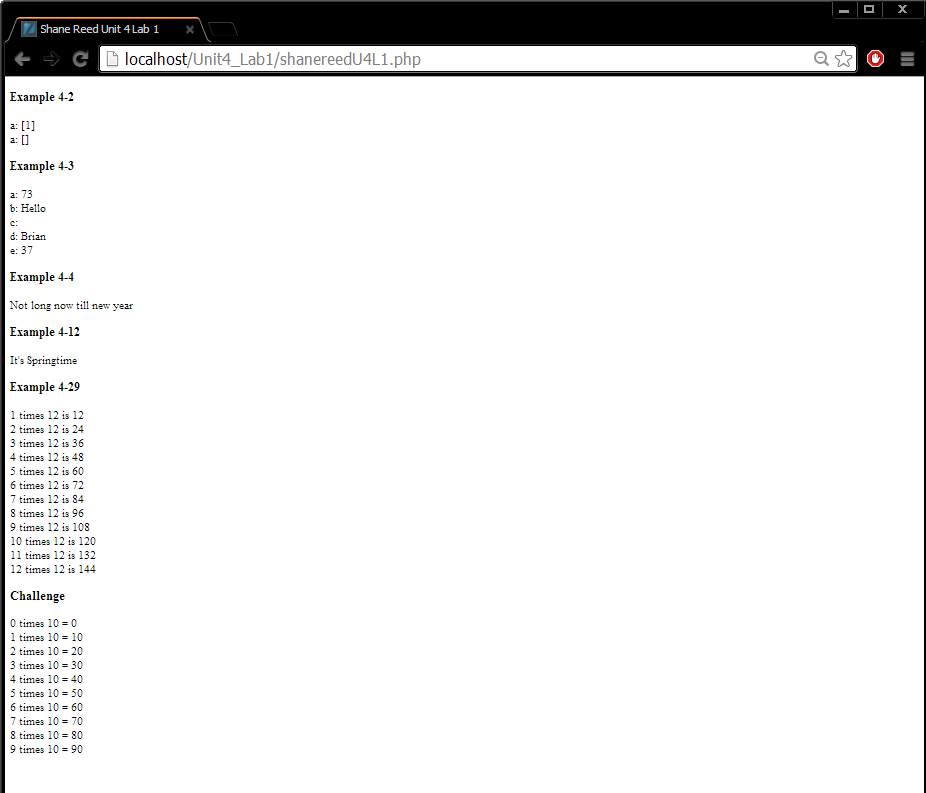 Shane Reed Unit 4 Lab 1
localhost/Unit4_Lab1/shanereedU4L1.php
Example 4-2
a: [1]
a: []
Example 4-3
a: 73
b: Hello
c:
d: Brian
e: 37
Example 4-4
Not long now till new year
Example 4-12
It's Springtime
Example 4-29
1 times 12 is 12
2 times 12 is 24
3 times 12 is 36
4 times 12 is 48
5 times 12 is 60
6 times 12 is 72
7 times 12 is 84
8 times 12 is 96
9 times 12 is 108
10 times 12 is 120
11 times 12 is 132
12 times 12 is 144
Challenge
0 times 10 = 0
1 times 10 = 10
2 times 10 = 20
3 times 10 = 30
4 times 10 = 40
5 times 10 = 50
6 times 10 = 60
7 times 10 = 70
8 times 10 = 80
9 times 10 = 90